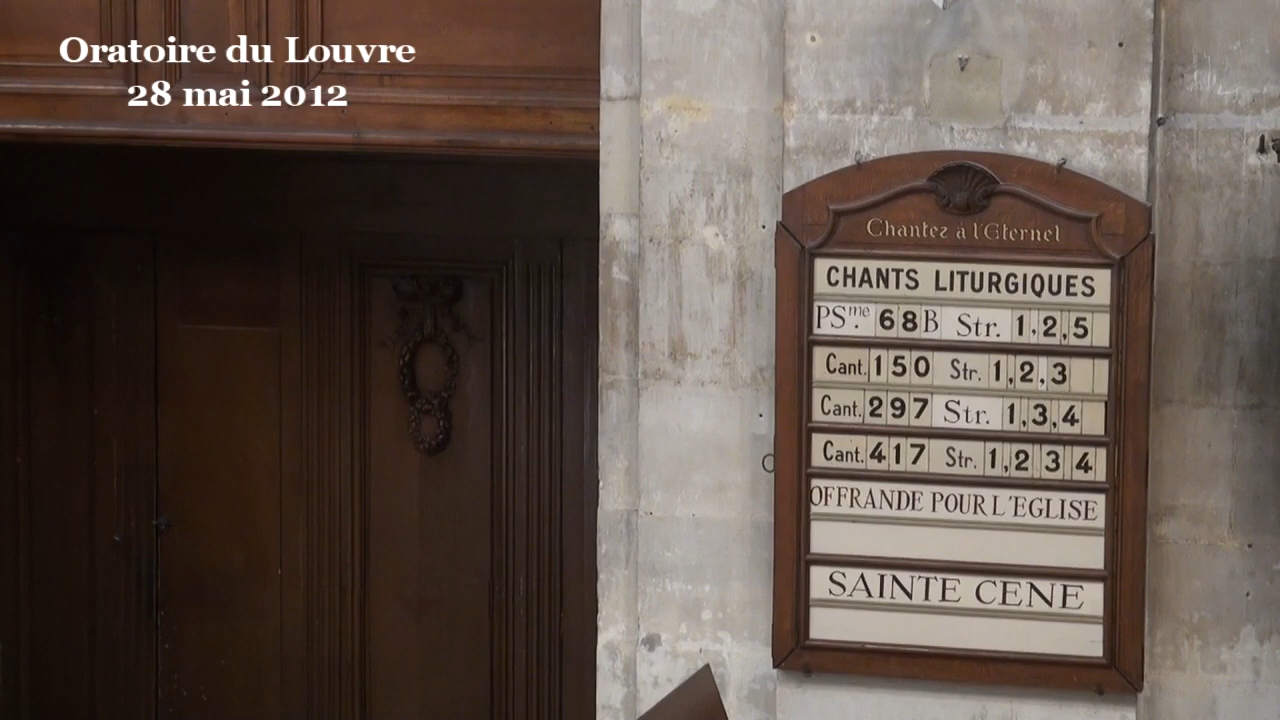 Oratoire du Louvre
28 mai 2012
Chantez à l'Eternel
CHANTS LITURGIQUES
PS.me 68B Str. 1,2,5
Cant. 150 Str. 1,2,3
Cant. 297 Str. 1,3,4
Cant. 417 Str. 1,2 3 4
OFFRANDE POUR L'EGLISE
SAINTE CENE